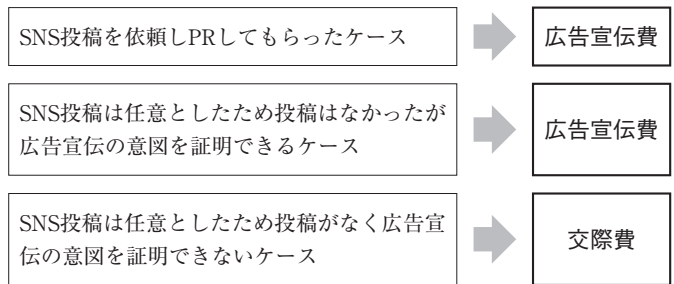 SNS投稿を依頼しPRしてもらったケース
広告宣伝費
SNS投稿は任意としたため投稿はなかったが
広告宣伝の意図を証明できるケース
広告宣伝費
SNS投稿は任意としたため投稿がなく広告宣
伝の意図を証明できないケース
交際費